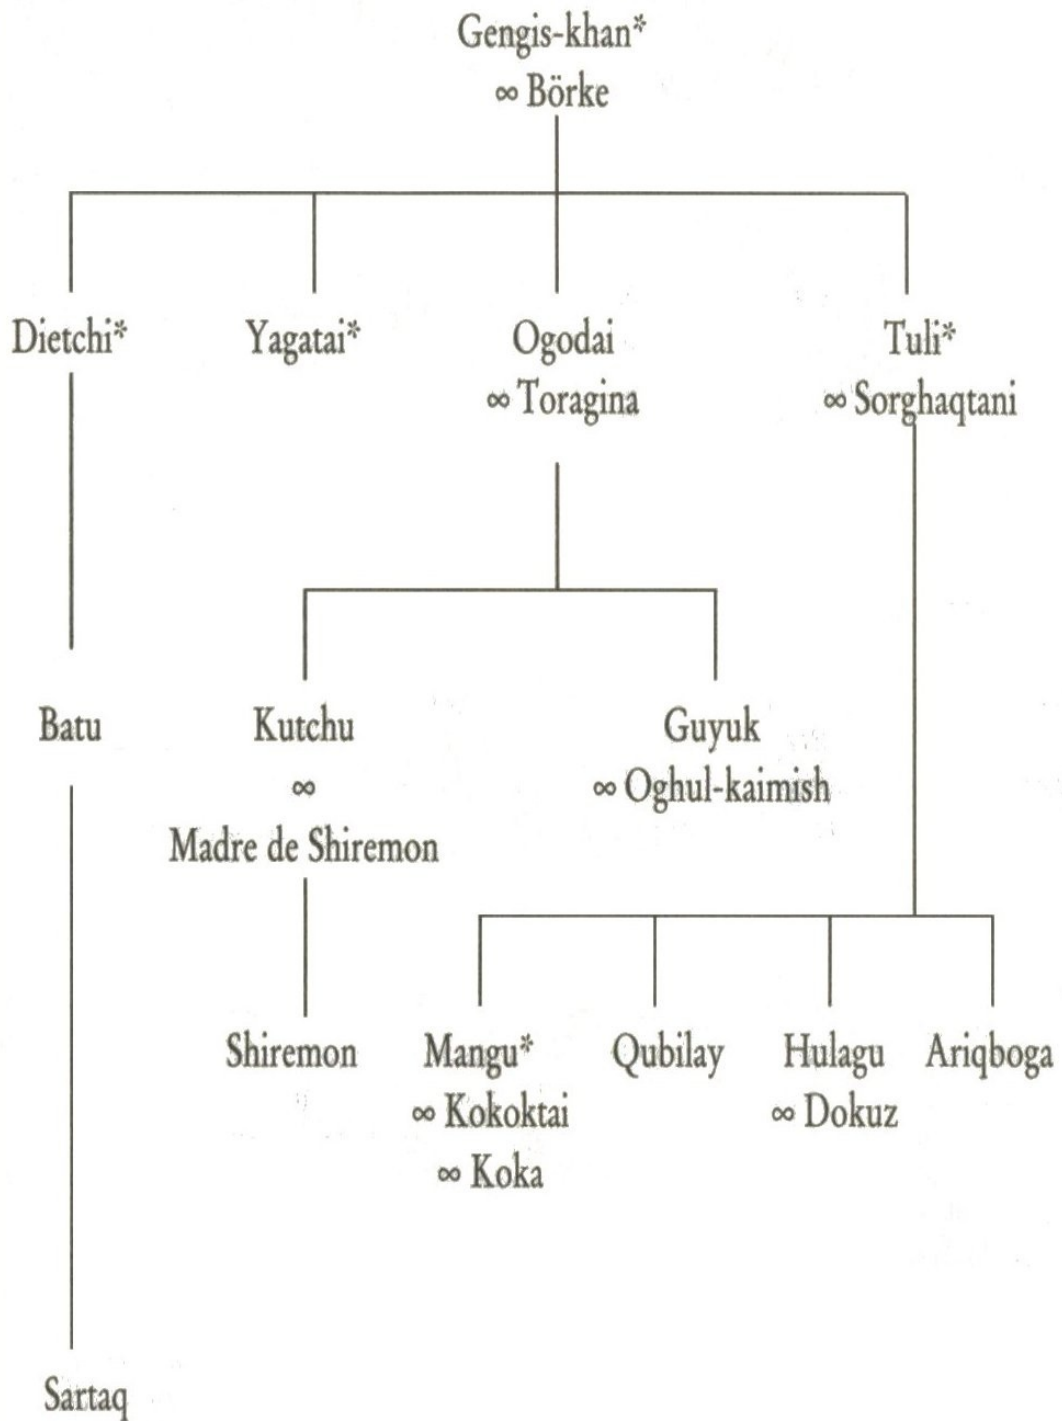 Gengis-khan*
∞ Börke
Dietchi* Yagatai* Ogodai Tuli*
∞ Toragina ∞ Sorghaqtani
Batu Kutchu Guyuk
∞ ∞ Oghul-kaimish
Madre de Shiremon
Shiremon Mangu* Qubilay Hulagu Ariqboga
∞ Kokoktai ∞ Dokuz
∞ Koka
Sartaq